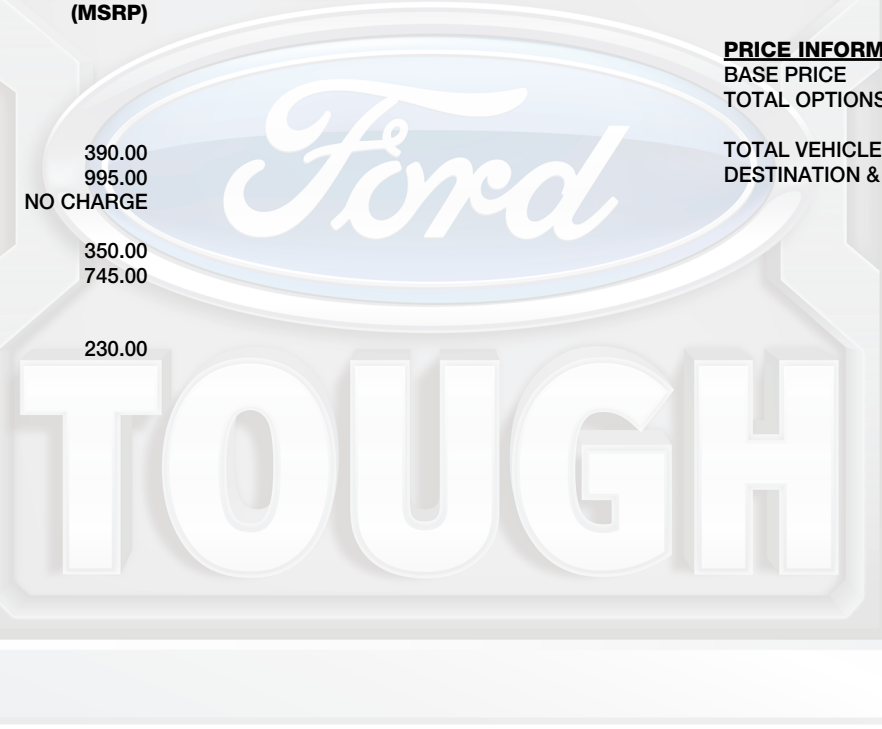 (MSRP)
390.00
995.00
NO CHARGE
350.00
745.00
230.00
PRICE INFORM
BASE PRICE
TOTAL OPTIONS
TOTAL VEHICLE
DESTINATION &
Ford
TOUGH